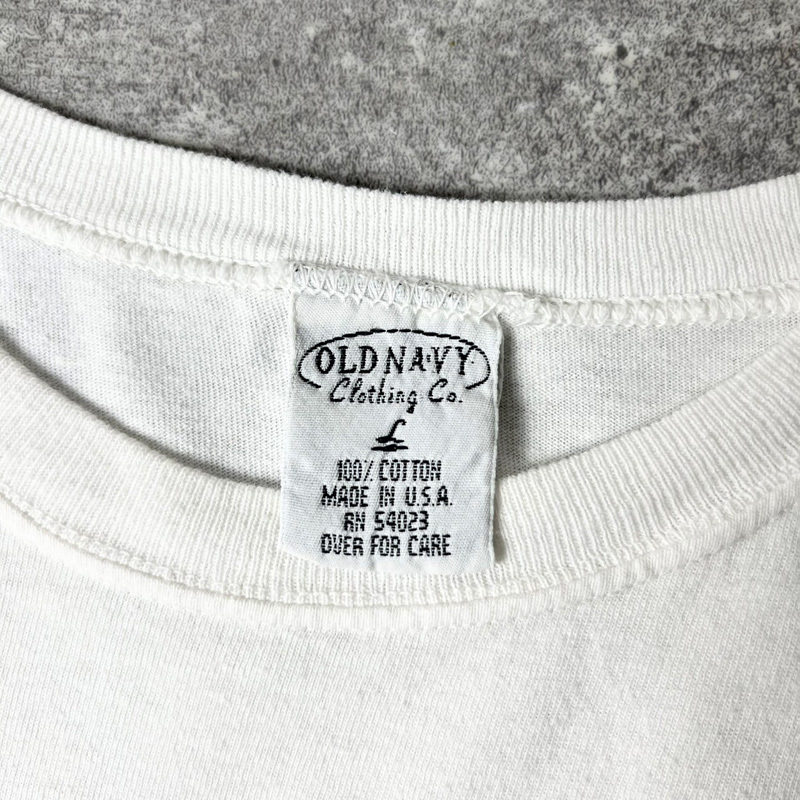 OLD NAVY
Clothing Co.
L
100% COTTON
MADE IN U.S.A.
RN 54023
OVER FOR CARE